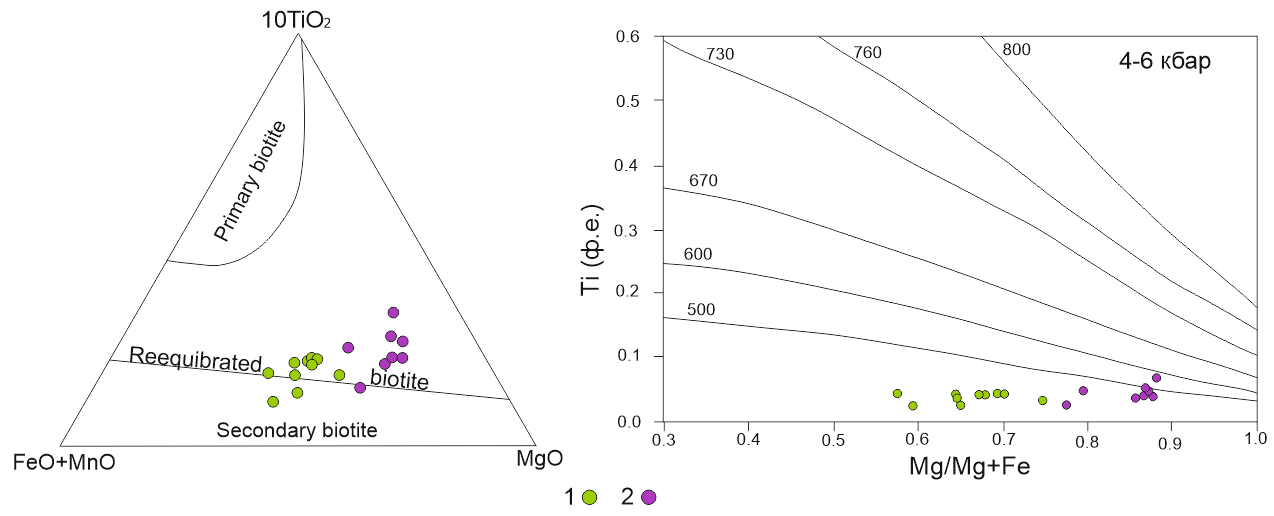 10TiO₂
Primary biotite
Reequibrated
biotite
Secondary biotite
FeO+MnO
MgO
0.6
0.5
0.4
0.3
0.2
0.1
0.0
Ti (ф.е.)
730
760
800
4-6 кбар
670
600
500
0.3
0.4
0.5
0.6
0.7
0.8
0.9
1.0
Mg/Mg+Fe
1
2